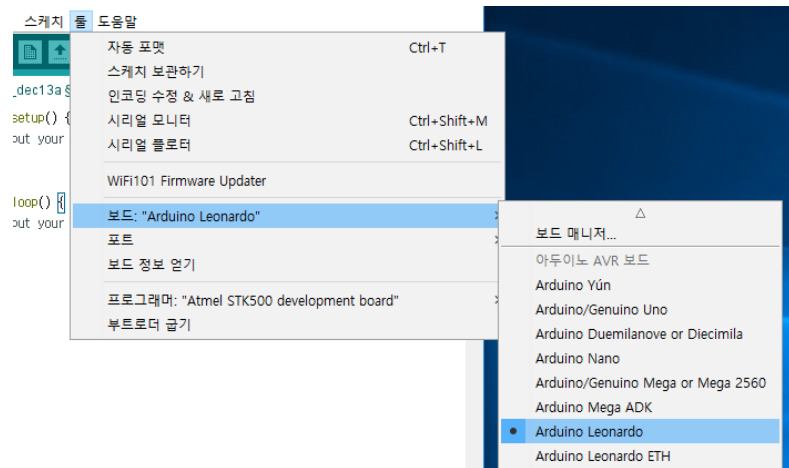 스케치 툴 도움말
자동 포맷 Ctrl+T
스케치 보관하기
인코딩 수정 & 새로 고침
시리얼 모니터 Ctrl+Shift+M
시리얼 플로터 Ctrl+Shift+L
WiFi101 Firmware Updater
보드: "Arduino Leonardo"
포트
보드 정보 얻기
프로그래머: "Atmel STK500 development board"
부트로더 굽기
_dec13a §
setup() {
out your
loop() {
out your
보드 매니저...
아두이노 AVR 보드
Arduino Yún
Arduino/Genuino Uno
Arduino Duemilanove or Diecimila
Arduino Nano
Arduino/Genuino Mega or Mega 2560
Arduino Mega ADK
Arduino Leonardo
Arduino Leonardo ETH